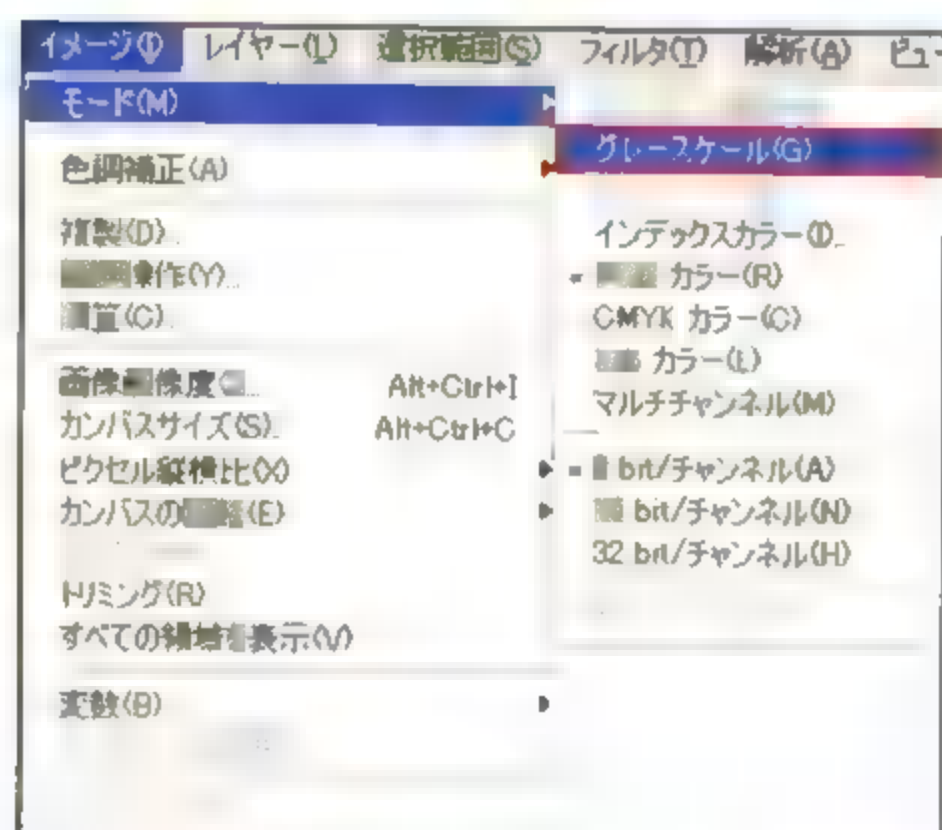 イメージ(I) レイヤー(L) 選択範囲(S) フィルタ(T) 解析(A) ビュー
モード(M)
色調補正(A)
複製(D)...
操作(Y)...
(C)...
画像 像度 ... Alt+Ctrl+I
カンバスサイズ(S)... Alt+Ctrl+C
ピクセル縦横比(X)
カンバスの (E)
トリミング(R)
すべての領域を表示(V)
変数(B)
グレースケール(G)
インデックスカラー(I)...
カラー(R)
CMYK カラー(C)
カラー(L)
マルチチャンネル(M)
bit/チャンネル(A)
bit/チャンネル(N)
32 bit/チャンネル(H)